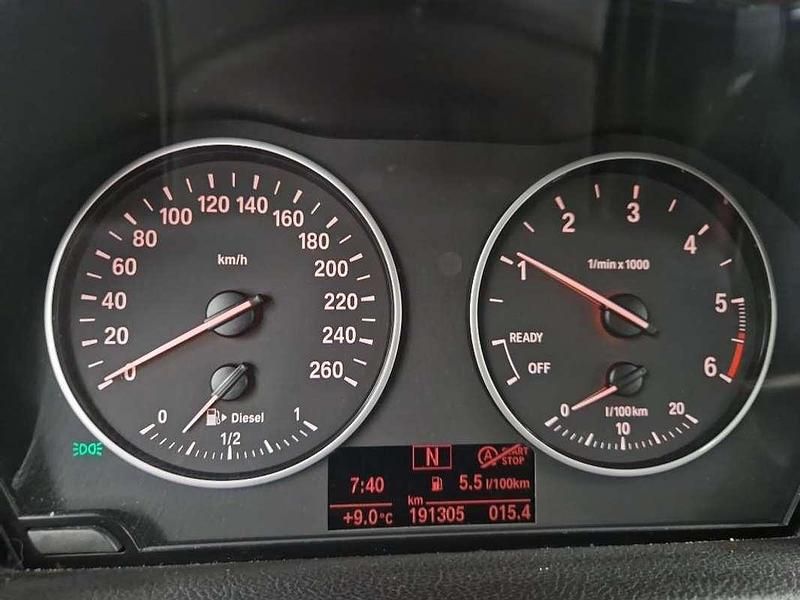 0 20 40 60 80 100 120 140 160 180 200 220 240 260
km/h
0 1/2 1
Diesel
1 2 3 4 5 6
1/min x 1000
READY
OFF
0 10 20
l/100km
N
A START
STOP
7:40 5.5 l/100km
km
+9.0°C 191305 015.4